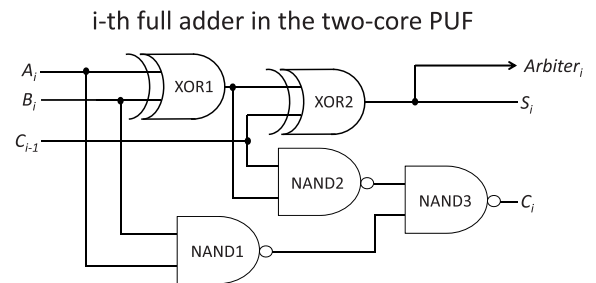 i-th full adder in the two-core PUF
Aᵢ
Bᵢ
Cᵢ₋₁
XOR1
XOR2
Arbiterᵢ
Sᵢ
NAND2
NAND3
Cᵢ
NAND1